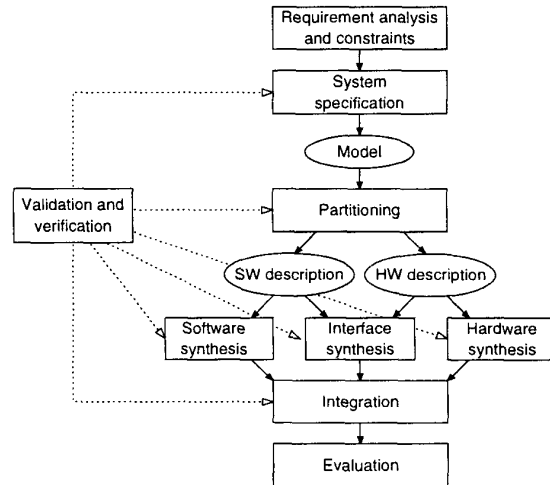 Requirement analysis
and constraints
System
specification
Model
Validation and
verification
Partitioning
SW description
HW description
Software
synthesis
Interface
synthesis
Hardware
synthesis
Integration
Evaluation